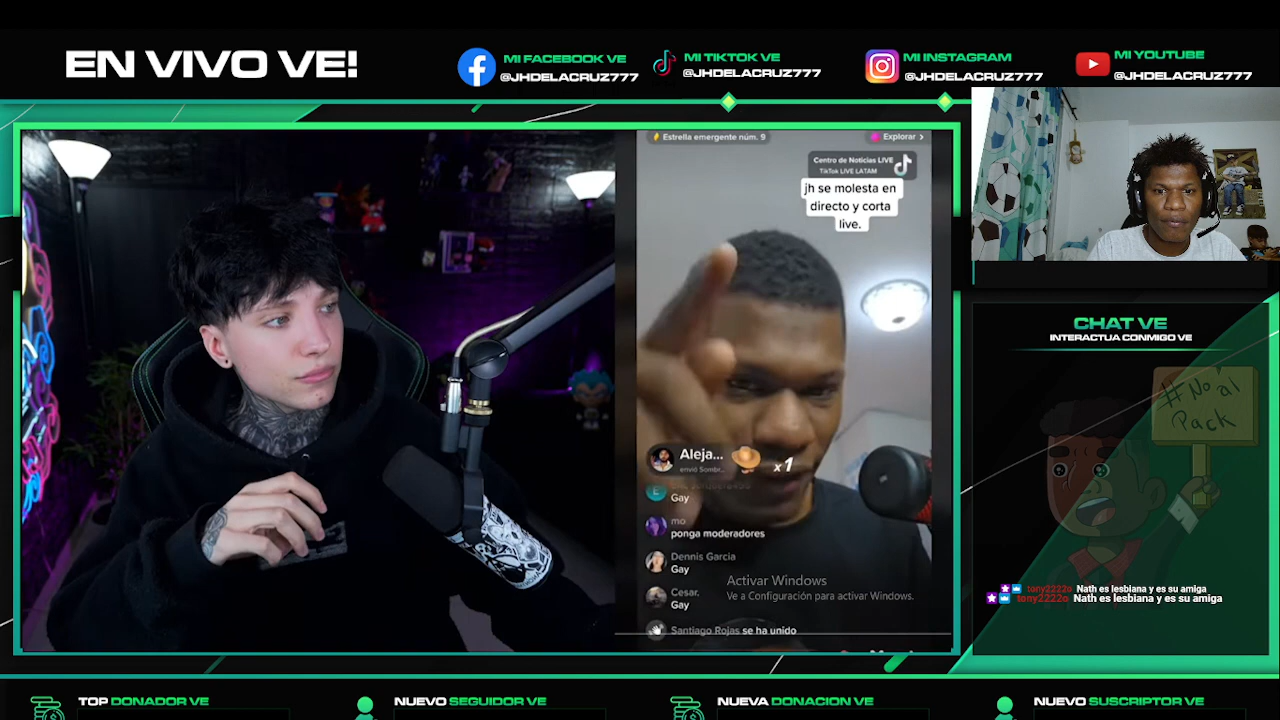 EN VIVO VE!
MI FACEBOOK VE
@JHDELACRUZ777
MI TIKTOK VE
@JHDELACRUZ777
MI INSTAGRAM
@JHDELACRUZ777
MI YOUTUBE
@JHDELACRUZ777
Estrella emergente núm. 9
Explorar >
Centro de Noticias LIVE
TikTok LIVE LATAM
jh se molesta en
directo y corta
live.
Aleja...
envió Sombr...
x1
Gay
mo
ponga moderadores
Dennis Garcia
Gay
Cesar.
Gay
Santiago Rojas se ha unido
Activar Windows
Ve a Configuración para activar Windows.
CHAT VE
INTERACTUA CONMIGO VE
#No al
Pack
tony2222o Nath es lesbiana y es su amiga
tony2222o Nath es lesbiana y es su amiga
TOP DONADOR VE
NUEVO SEGUIDOR VE
NUEVA DONACION VE
NUEVO SUSCRIPTOR VE